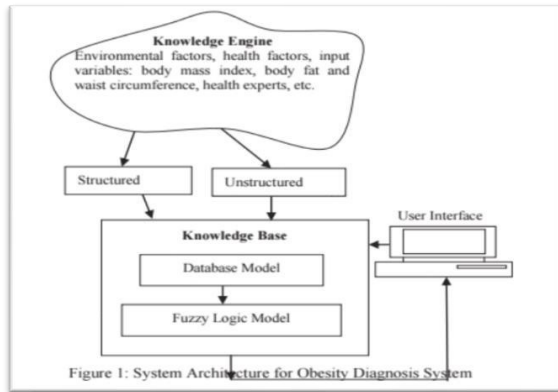 Knowledge Engine
Environmental factors, health factors, input
variables: body mass index, body fat and
waist circumference, health experts, etc.
Structured
Unstructured
User Interface
Knowledge Base
Database Model
Fuzzy Logic Model
Figure 1: System Architecture for Obesity Diagnosis System